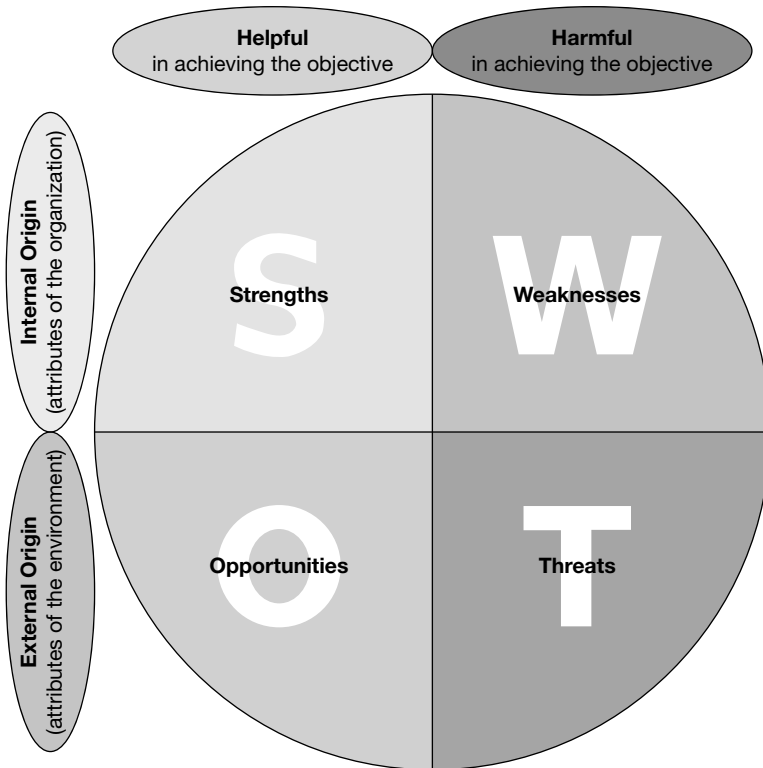 Helpful
in achieving the objective
Harmful
in achieving the objective
Internal Origin
(attributes of the organization)
S
Strengths
W
Weaknesses
External Origin
(attributes of the environment)
O
Opportunities
T
Threats